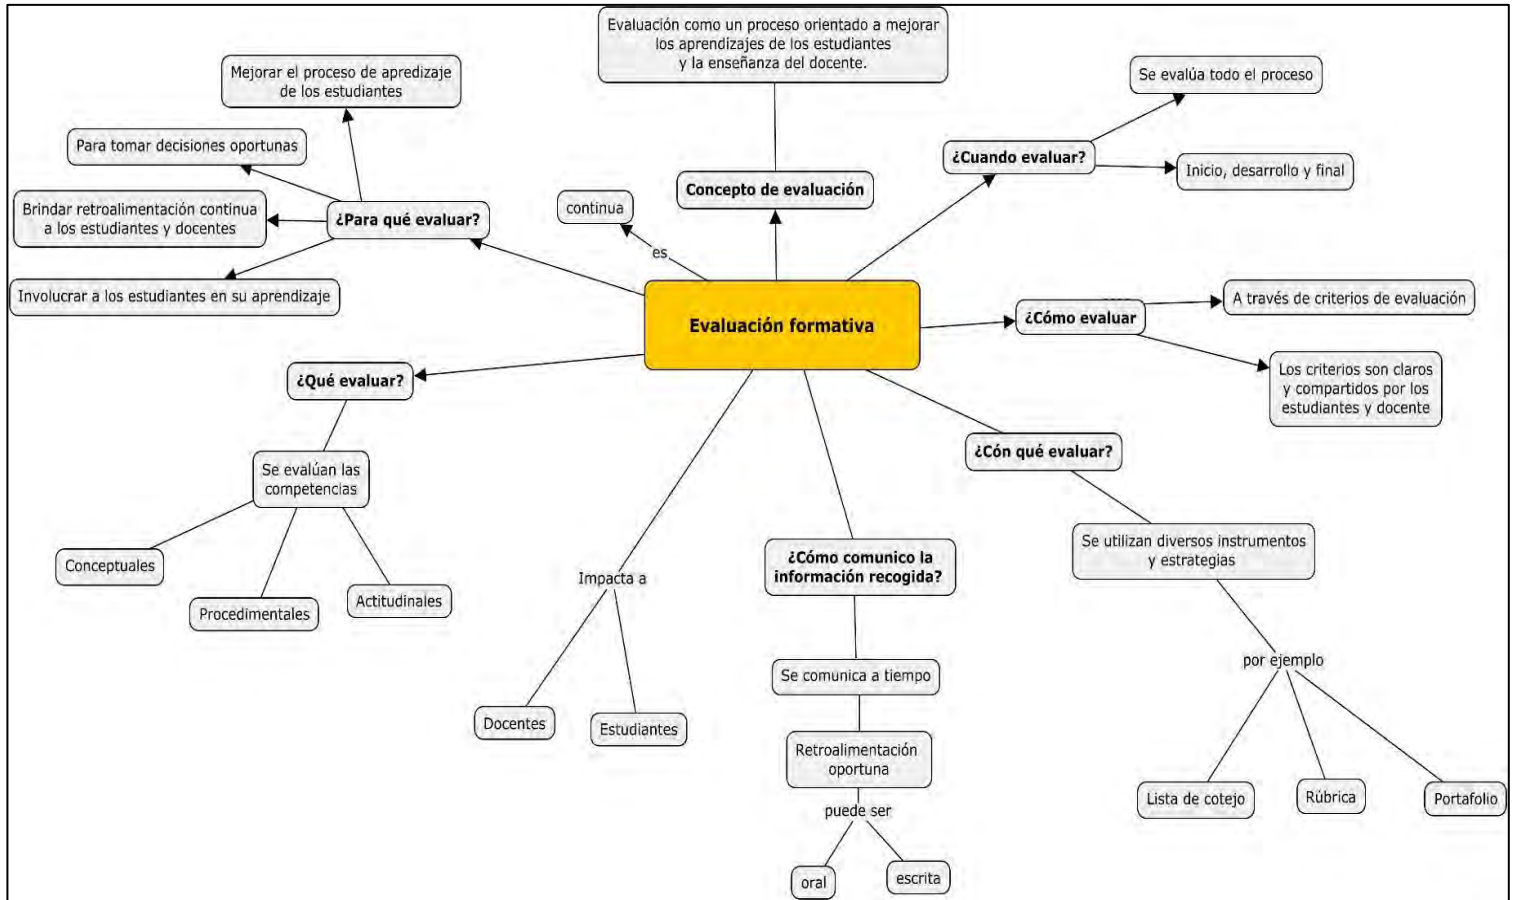 Evaluación como un proceso orientado a mejorar
los aprendizajes de los estudiantes
y la enseñanza del docente.
Concepto de evaluación
Mejorar el proceso de apredizaje
de los estudiantes
Para tomar decisiones oportunas
Brindar retroalimentación continua
a los estudiantes y docentes
Involucrar a los estudiantes en su aprendizaje
¿Para qué evaluar?
continua
es
Se evalúa todo el proceso
¿Cuando evaluar?
Inicio, desarrollo y final
Evaluación formativa
¿Cómo evaluar
A través de criterios de evaluación
Los criterios son claros
y compartidos por los
estudiantes y docente
¿Qué evaluar?
Se evalúan las
competencias
Conceptuales
Procedimentales
Actitudinales
Impacta a
Docentes
Estudiantes
¿Cómo comunico la
información recogida?
Se comunica a tiempo
Retroalimentación
oportuna
puede ser
oral
escrita
¿Cón qué evaluar?
Se utilizan diversos instrumentos
y estrategias
por ejemplo
Lista de cotejo
Rúbrica
Portafolio